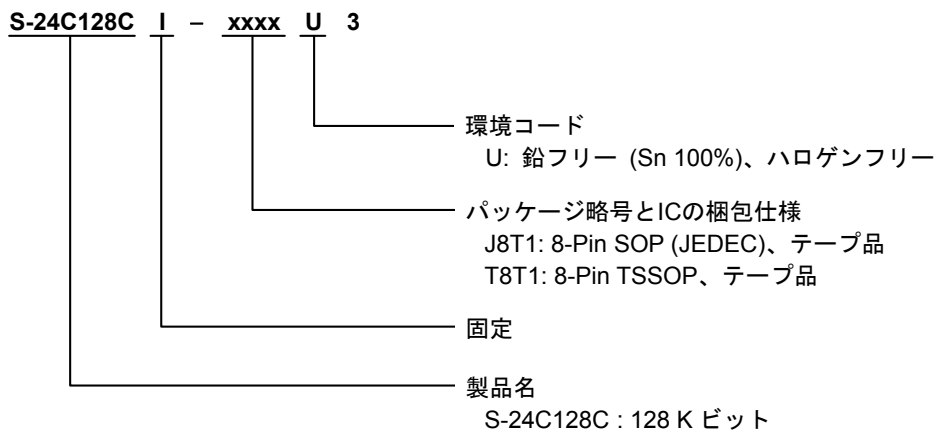 S-24C128C I – xxxx U 3
環境コード
U: 鉛フリー (Sn 100%)、ハロゲンフリー
パッケージ略号とICの梱包仕様
J8T1: 8-Pin SOP (JEDEC)、テープ品
T8T1: 8-Pin TSSOP、テープ品
固定
製品名
S-24C128C : 128 K ビット